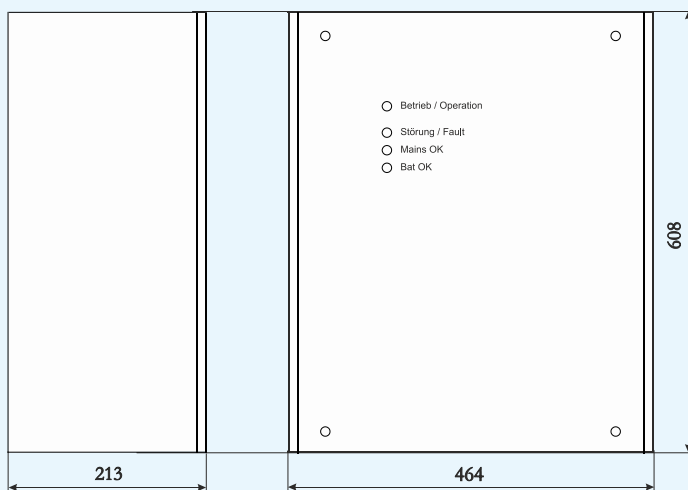 Betrieb / Operation
Störung / Fault
Mains OK
Bat OK
608
213
464